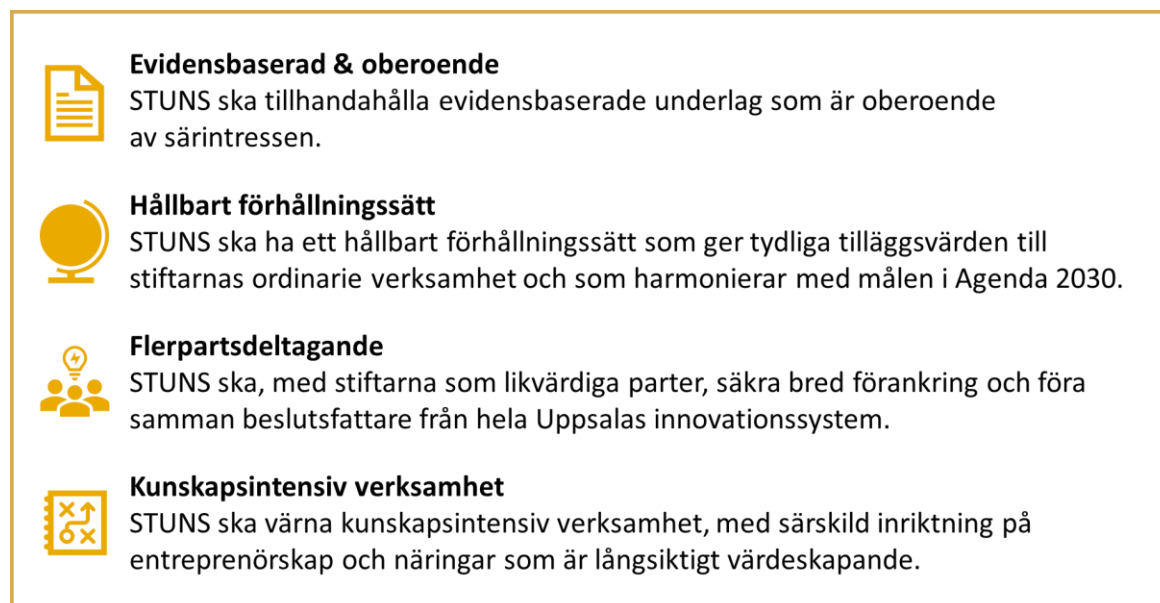 Evidensbaserad & oberoende
STUNS ska tillhandahålla evidensbaserade underlag som är oberoende
av särintressen.
Hållbart förhållningssätt
STUNS ska ha ett hållbart förhållningssätt som ger tydliga tilläggsvärden till
stiftarnas ordinarie verksamhet och som harmonierar med målen i Agenda 2030.
Flerpartsdeltagande
STUNS ska, med stiftarna som likvärdiga parter, säkra bred förankring och föra
samman beslutsfattare från hela Uppsalas innovationssystem.
Kunskapsintensiv verksamhet
STUNS ska värna kunskapsintensiv verksamhet, med särskild inriktning på
entreprenörskap och näringar som är långsiktigt värdeskapande.